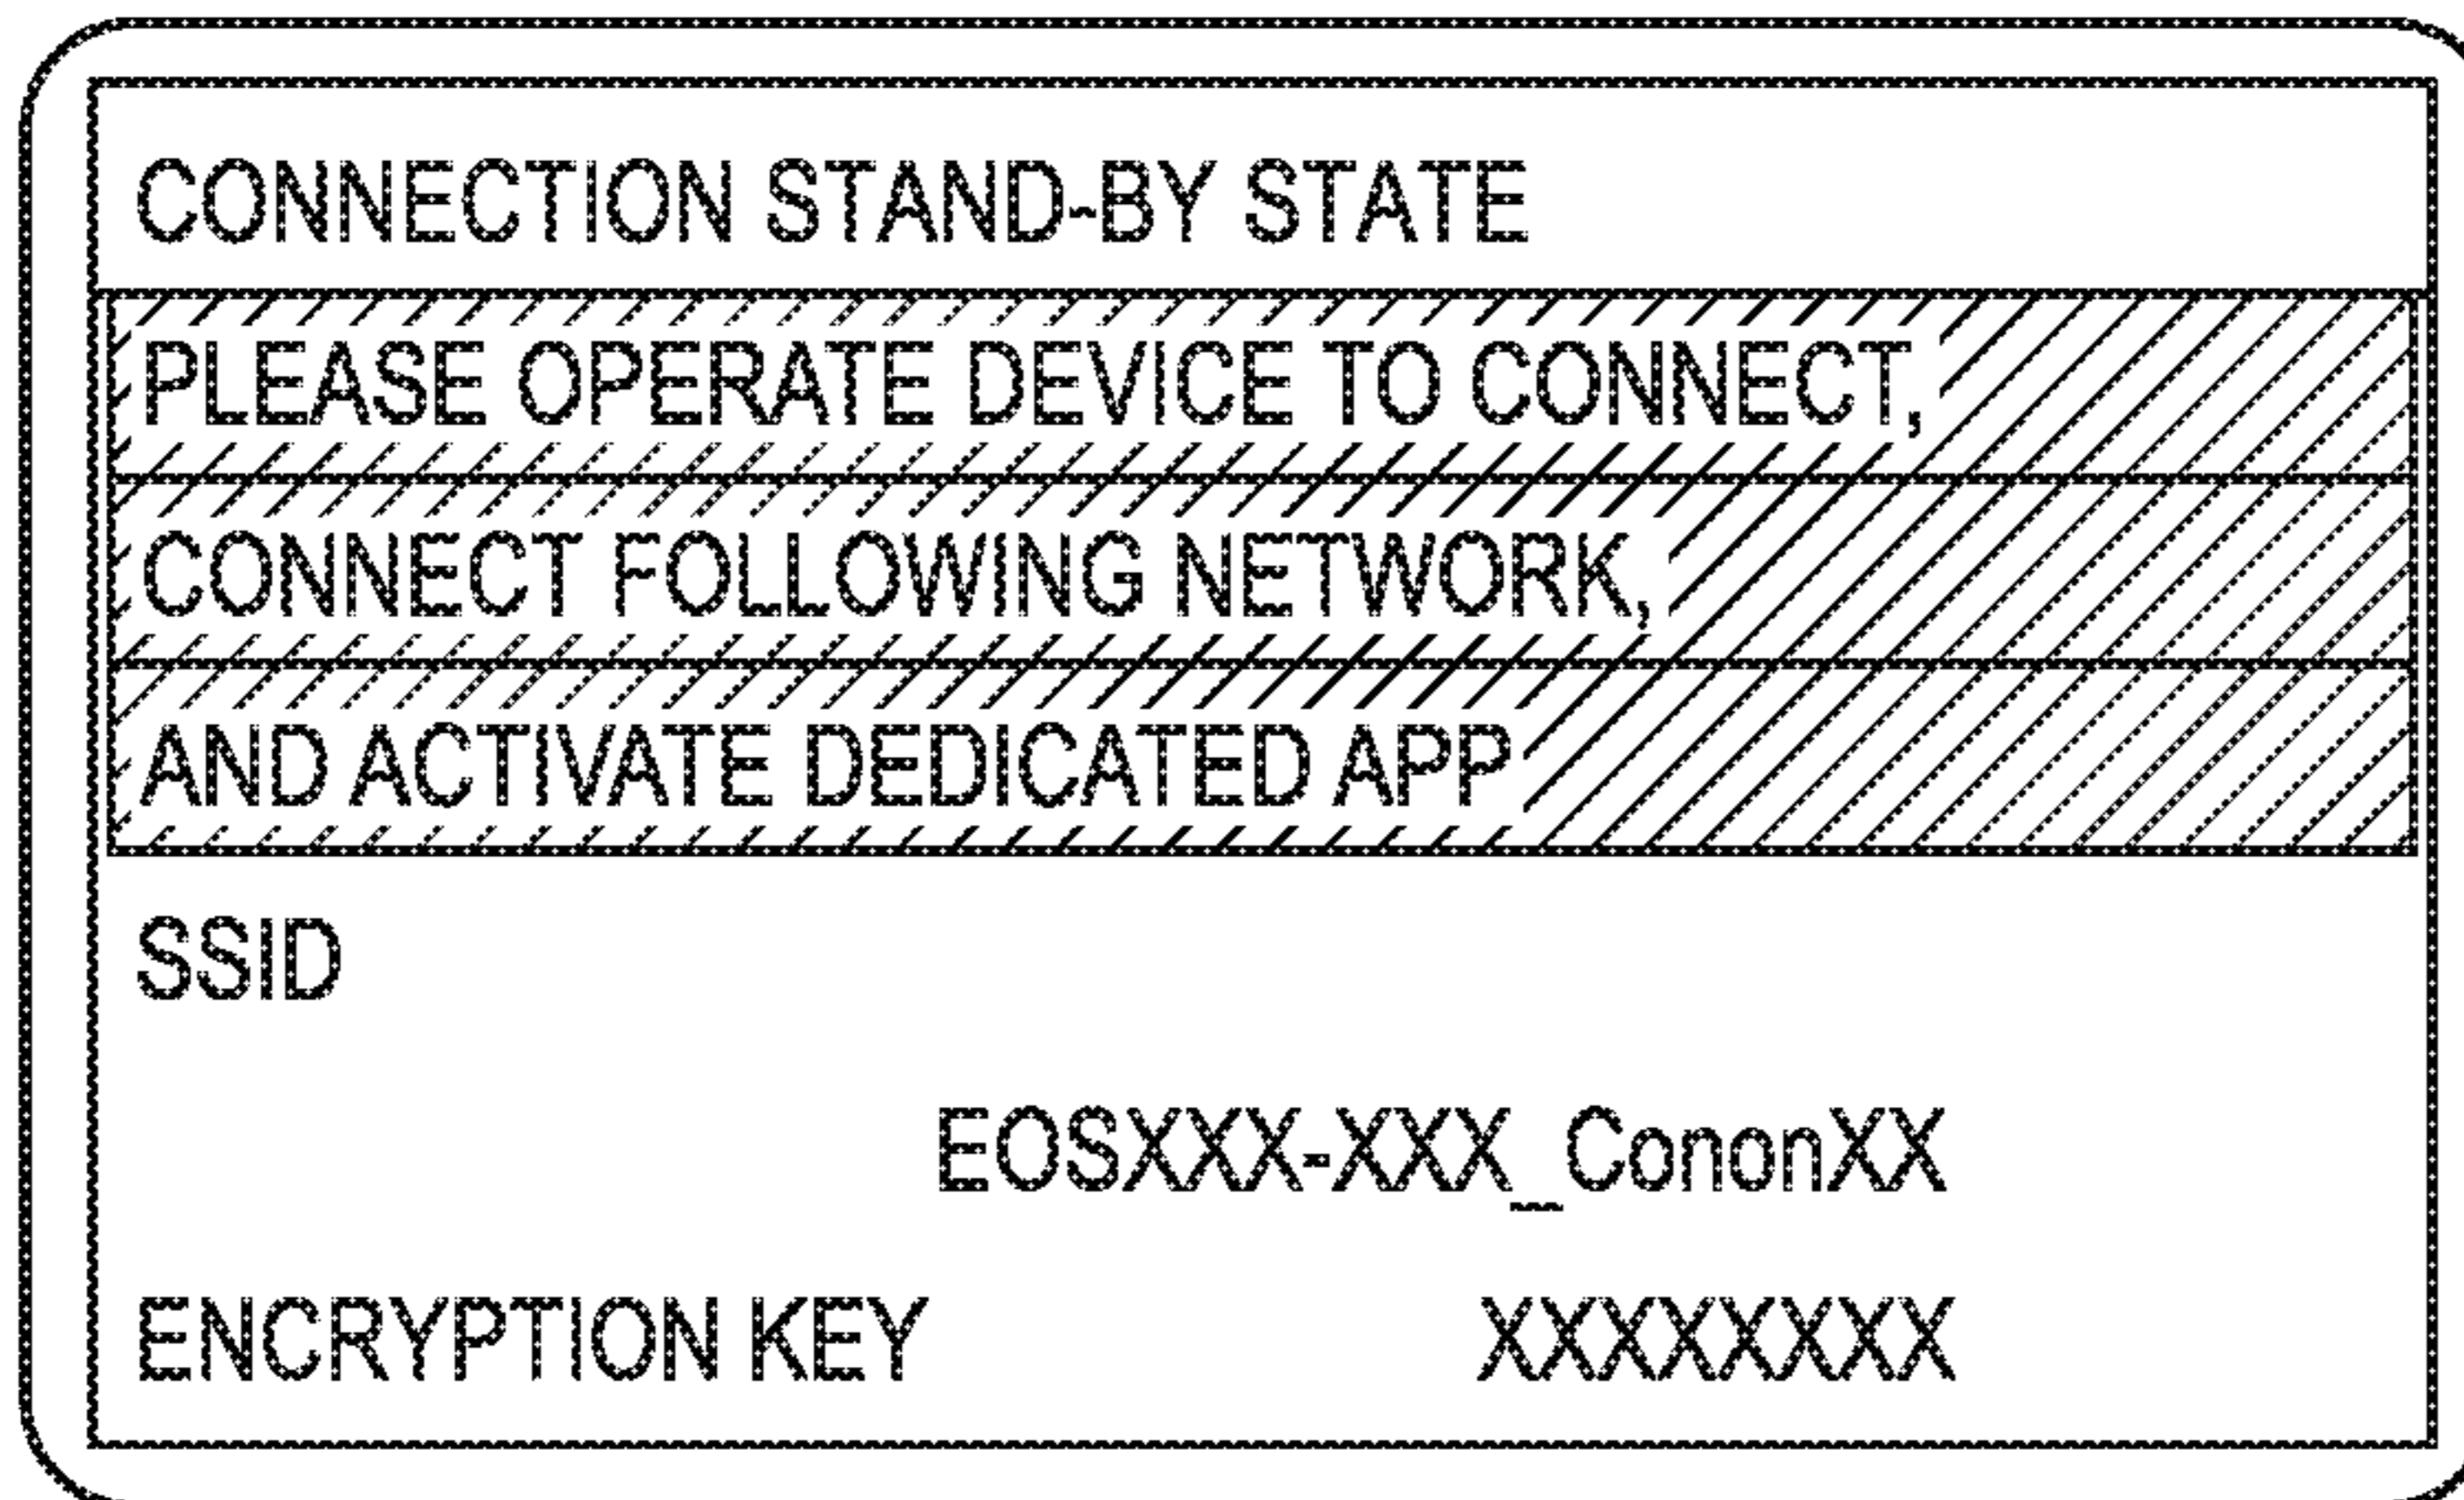 CONNECTION STAND-BY STATE
PLEASE OPERATE DEVICE TO CONNECT,
CONNECT FOLLOWING NETWORK,
AND ACTIVATE DEDICATED APP
SSID
EOSXXX-XXX_CononXX
ENCRYPTION KEY XXXXXXXX